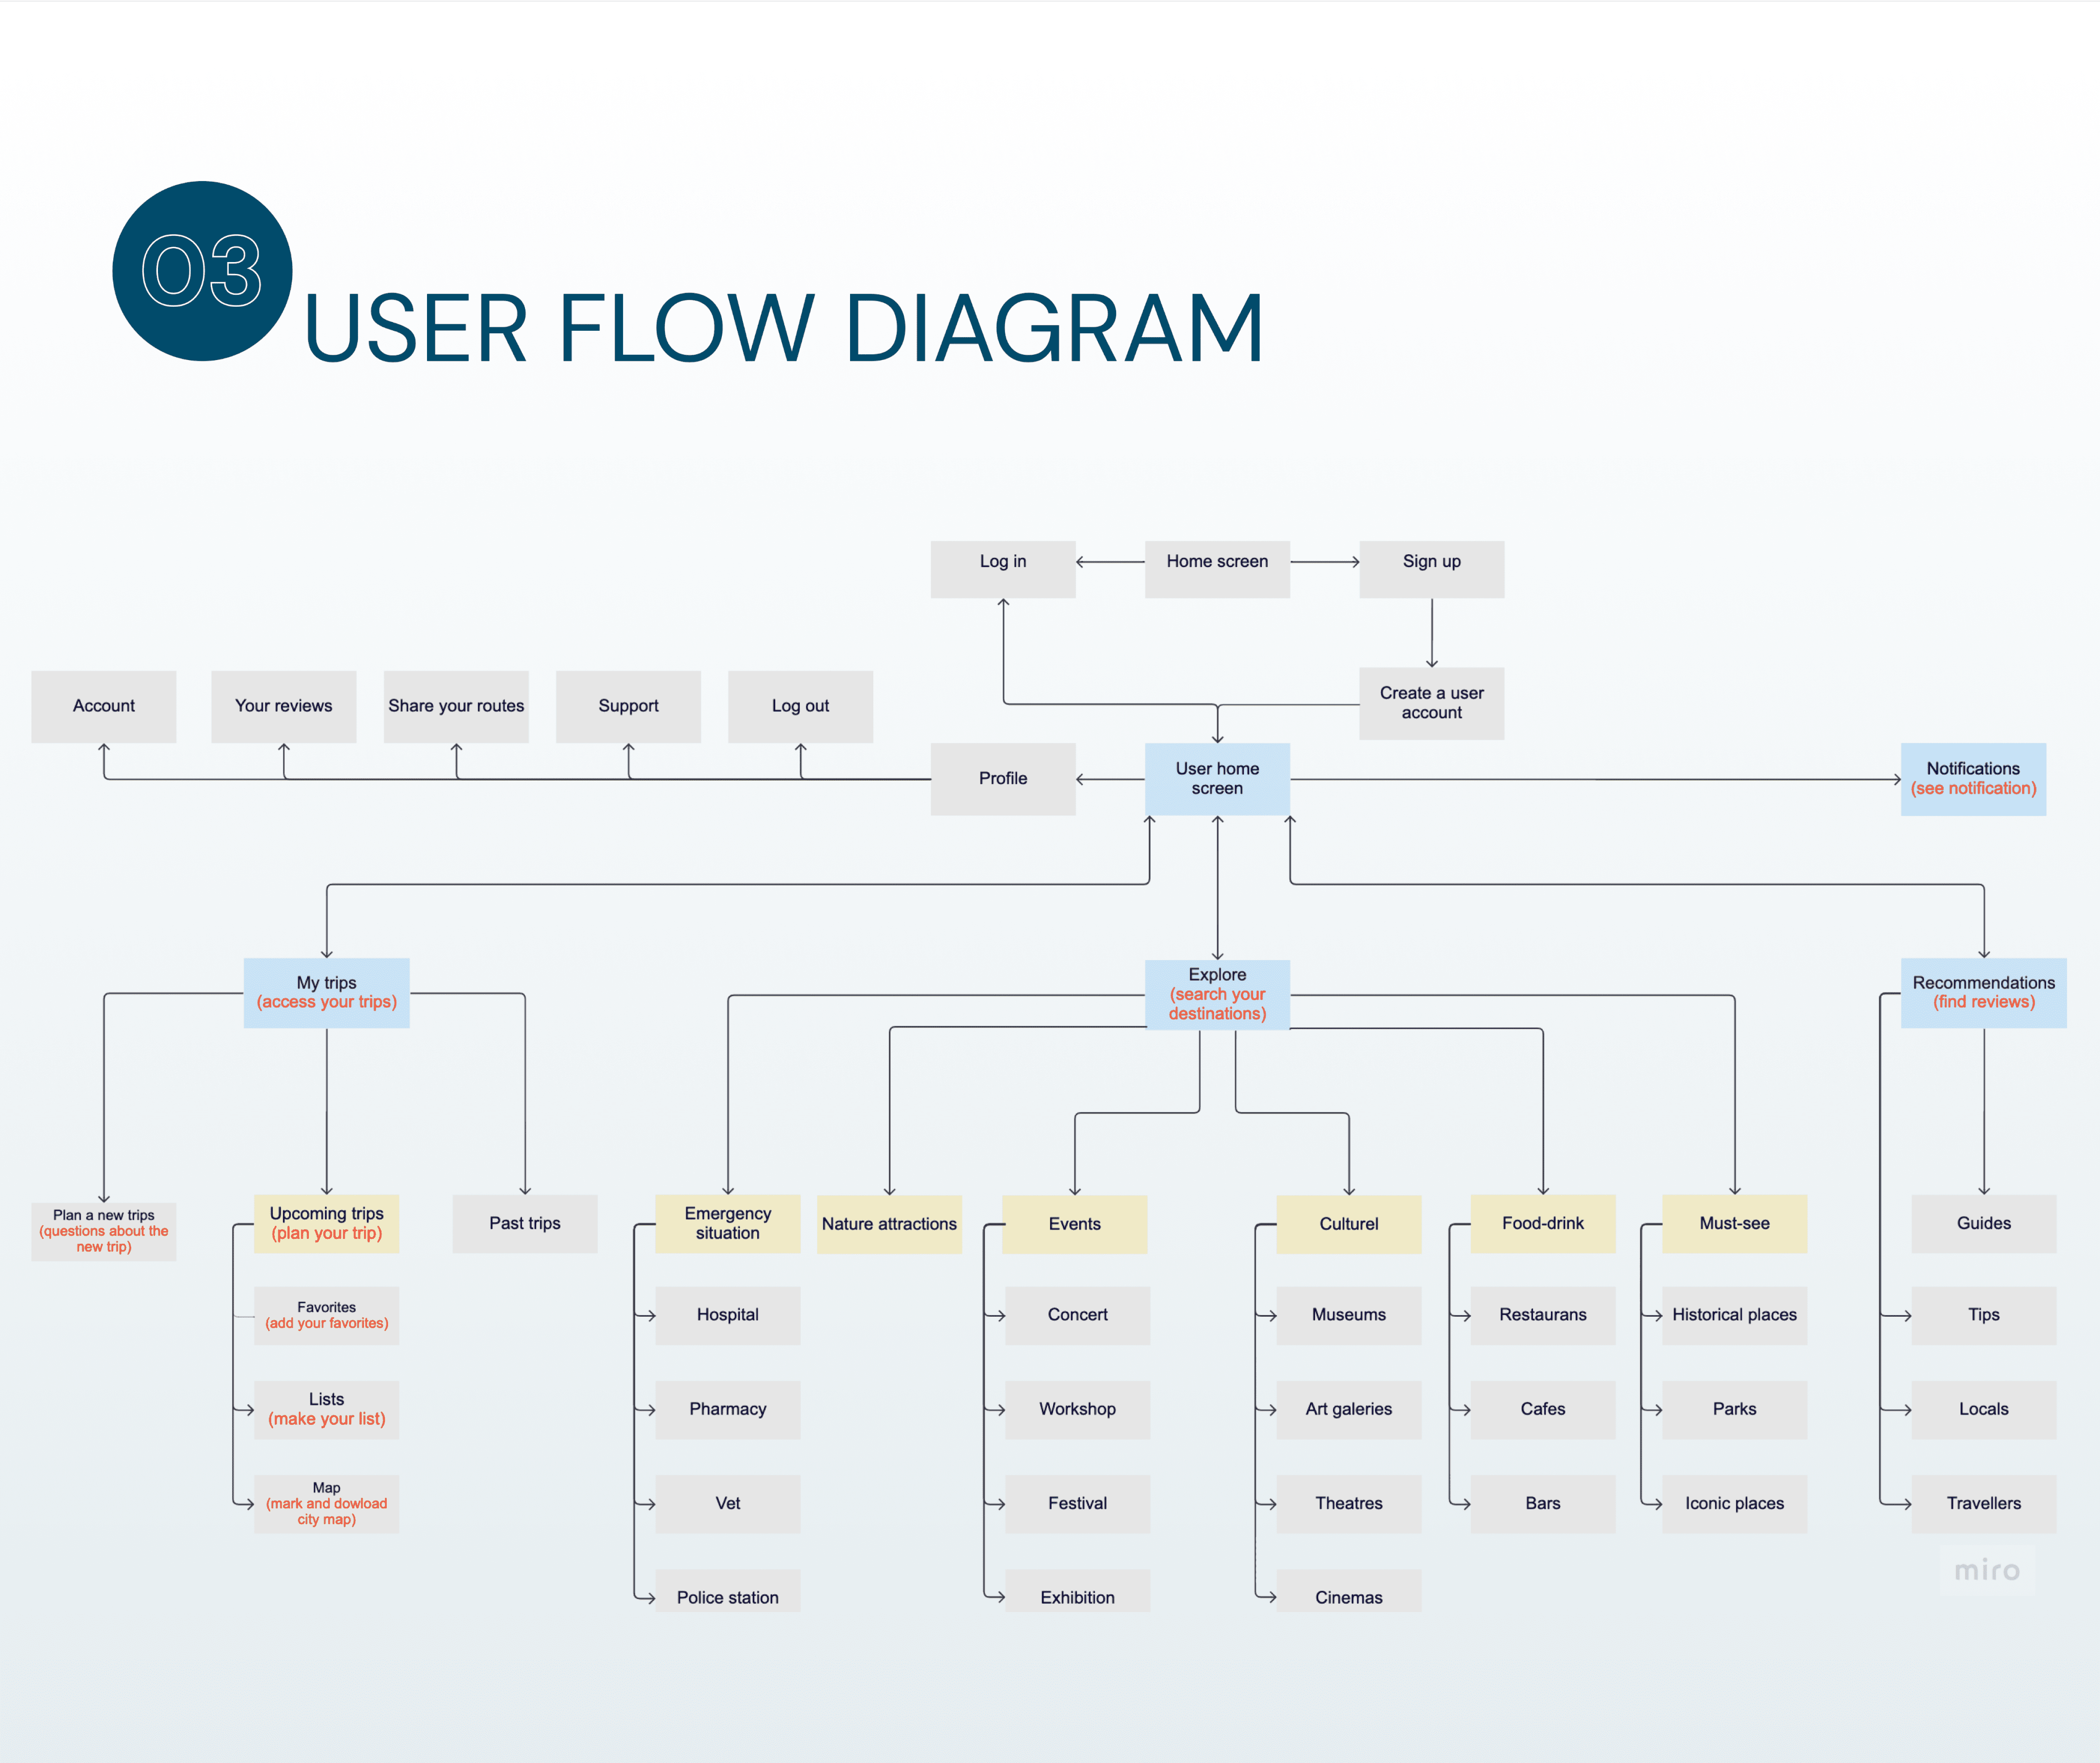 03
USER FLOW DIAGRAM
Log in
Home screen
Sign up
Create a user
account
Account
Your reviews
Share your routes
Support
Log out
Profile
User home
screen
Notifications
(see notification)
My trips
(access your trips)
Explore
(search your
destinations)
Recommendations
(find reviews)
Plan a new trips
(questions about the
new trip)
Upcoming trips
(plan your trip)
Past trips
Emergency
situation
Nature attractions
Events
Culturel
Food-drink
Must-see
Guides
Favorites
(add your favorites)
Hospital
Concert
Museums
Restaurans
Historical places
Tips
Lists
(make your list)
Pharmacy
Workshop
Art galeries
Cafes
Parks
Locals
Map
(mark and dowload
city map)
Vet
Festival
Theatres
Bars
Iconic places
Travellers
Police station
Exhibition
Cinemas
miro